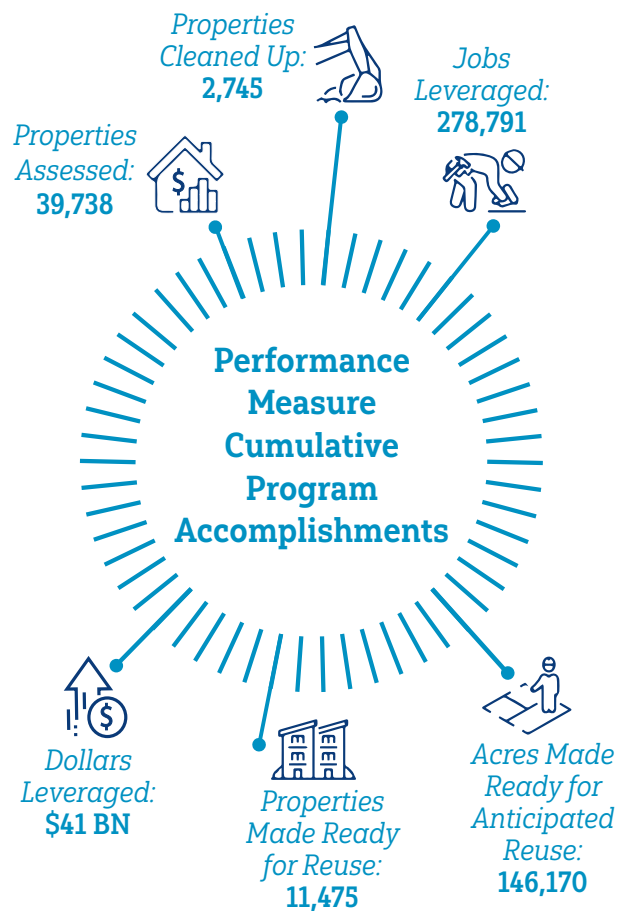 Properties
Cleaned Up:
2,745
Jobs
Leveraged:
278,791
Properties
Assessed:
39,738
$
Performance
Measure
Cumulative
Program
Accomplishments
$
Dollars
Leveraged:
$41 BN
Properties
Made Ready
for Reuse:
11,475
Acres Made
Ready for
Anticipated
Reuse:
146,170